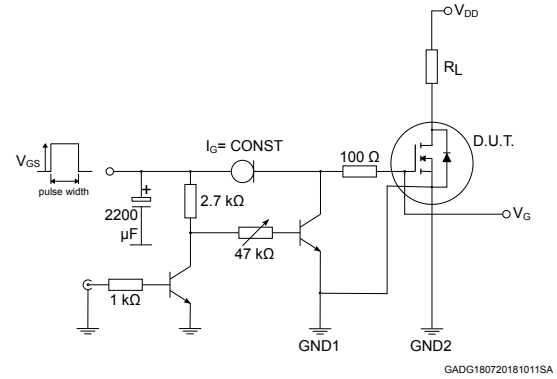 VDD
RL
D.U.T.
IG= CONST
100 Ω
VGS
pulse width
+
2200
μF
2.7 kΩ
47 kΩ
VG
1 kΩ
GND1
GND2
GADG180720181011SA